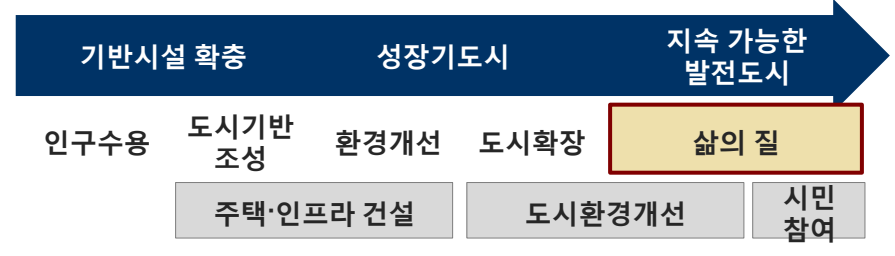 기반시설 확충
성장기도시
지속 가능한
발전도시
인구수용
도시기반
조성
환경개선
도시확장
삶의 질
주택·인프라 건설
도시환경개선
시민
참여